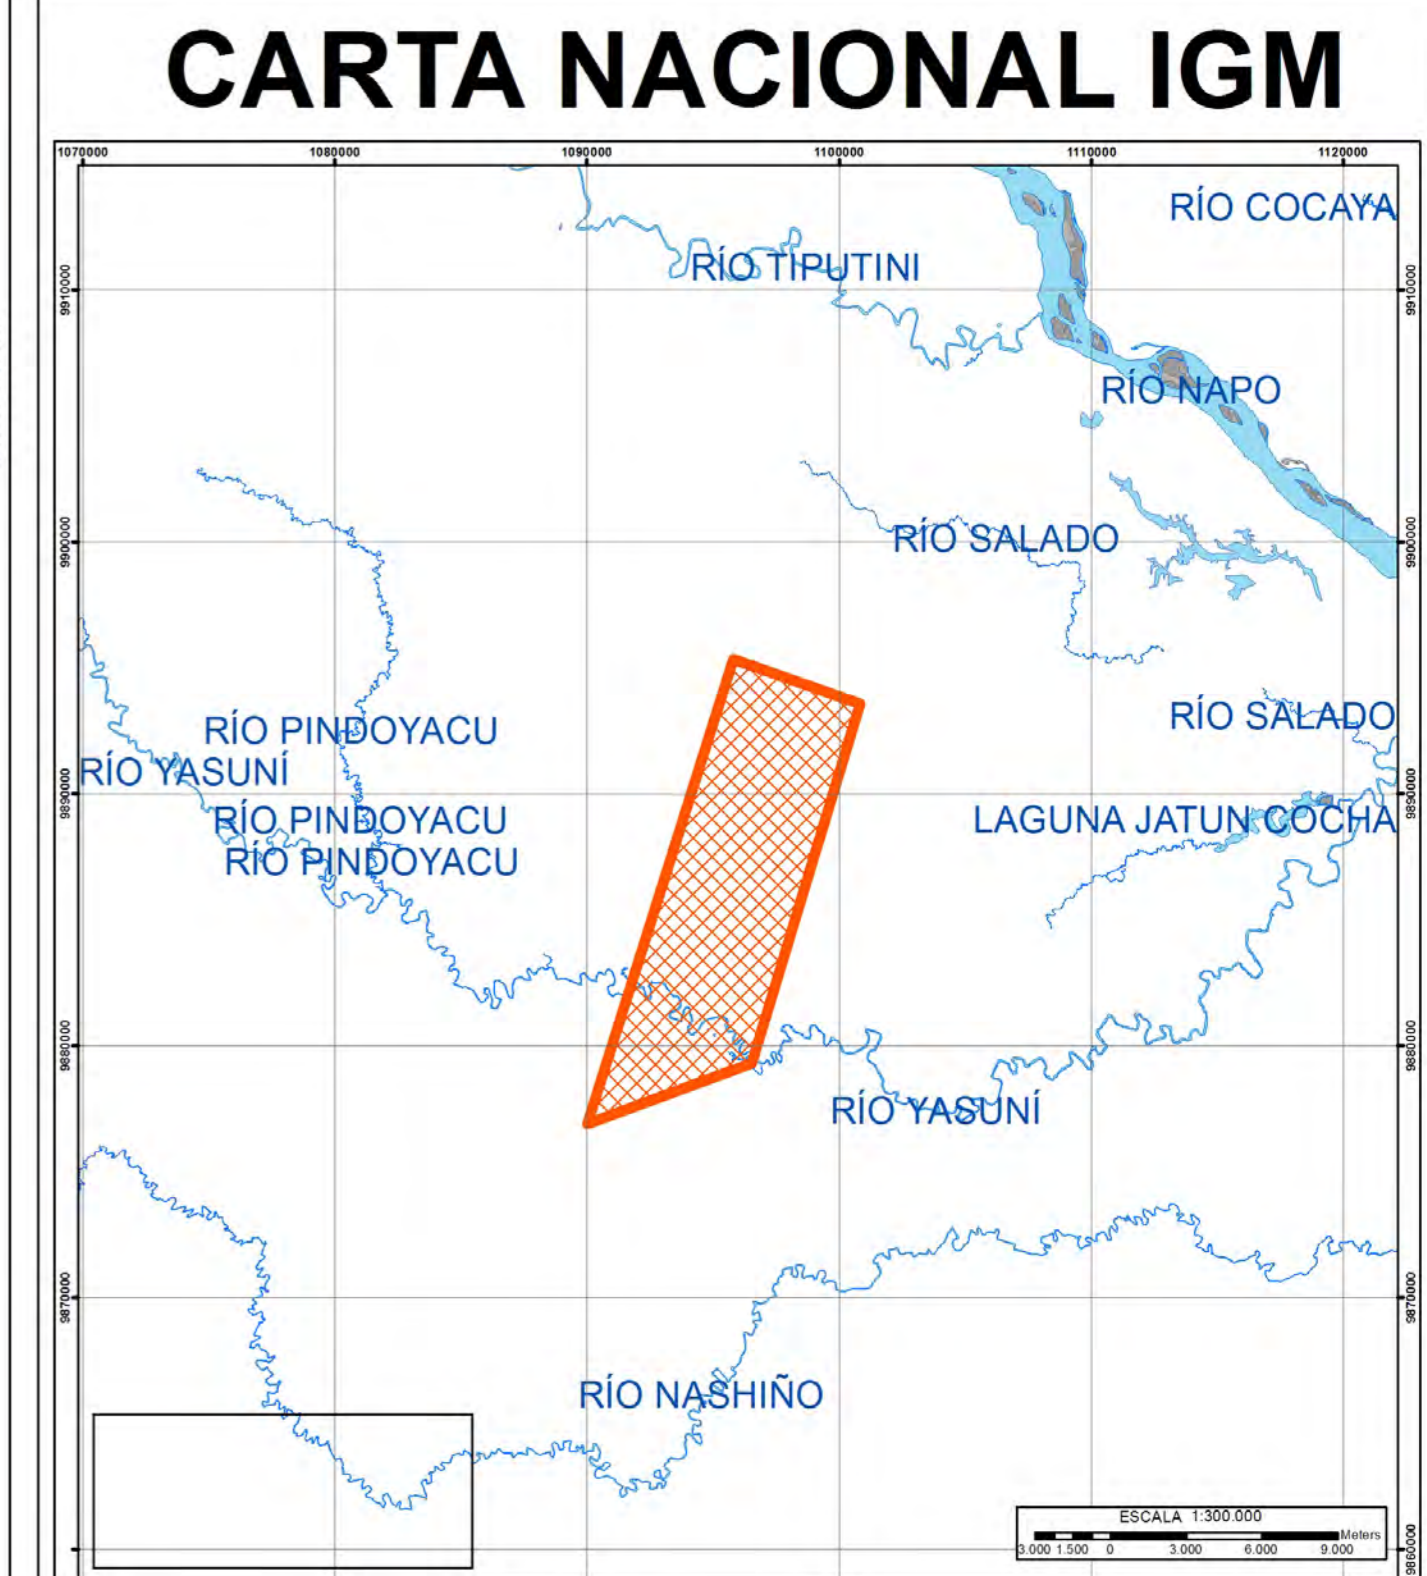 CARTA NACIONAL IGM
1070000 1080000 1090000 1100000 1110000 1120000
RÍO COCAYA
RÍO TIPUTINI
9910000 9910000
RÍO NAPO
RÍO SALADO
9900000 9900000
RÍO SALADO
RÍO PINDOYACU
RÍO YASUNÍ
9890000 9890000
RÍO PINDOYACU
LAGUNA JATUN COCHA
RÍO PINDOYACU
9880000 9880000
RÍO YASUNÍ
9870000 9870000
RÍO NASHIÑO
ESCALA 1:300.000
Meters
3.000 1.500 0 3.000 6.000 9.000
9860000